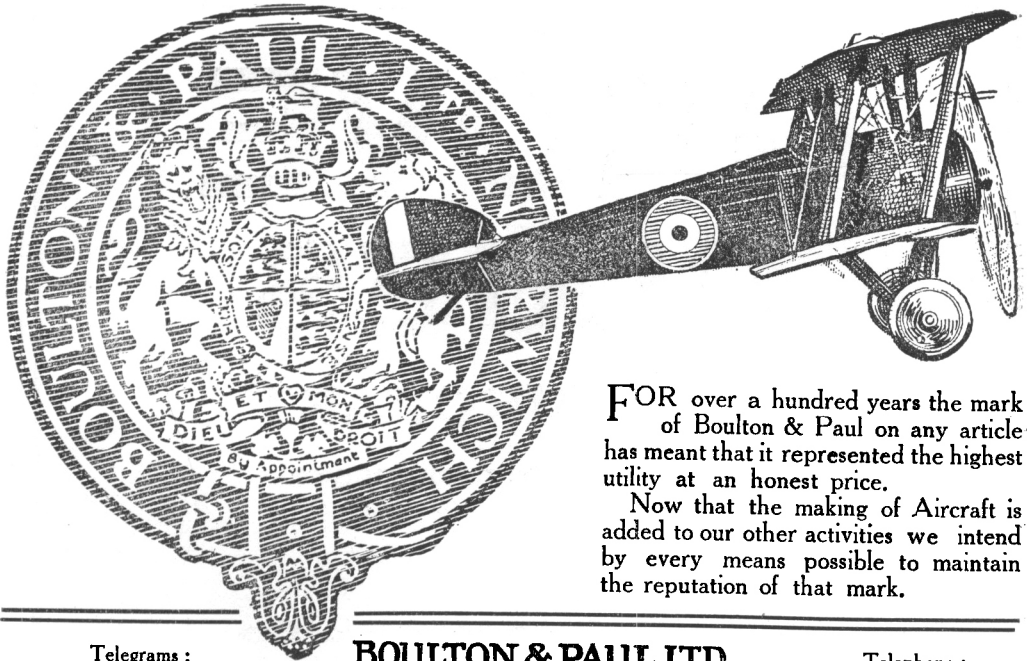 BOULTON & PAUL LTD NORWICH
ET MON
DIEU DROIT
By Appointment
FOR over a hundred years the mark
of Boulton & Paul on any article
has meant that it represented the highest
utility at an honest price.
Now that the making of Aircraft is
added to our other activities we intend
by every means possible to maintain
the reputation of that mark.
Telegrams: BOULTON & PAUL LTD Telephone: